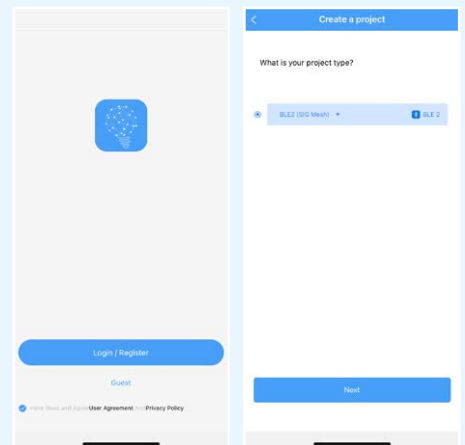 Login / Register
Guest
Have Read and Agree User Agreement And Privacy Policy
Create a project
What is your project type?
BLE2 (SIG Mesh)
BLE 2
Next